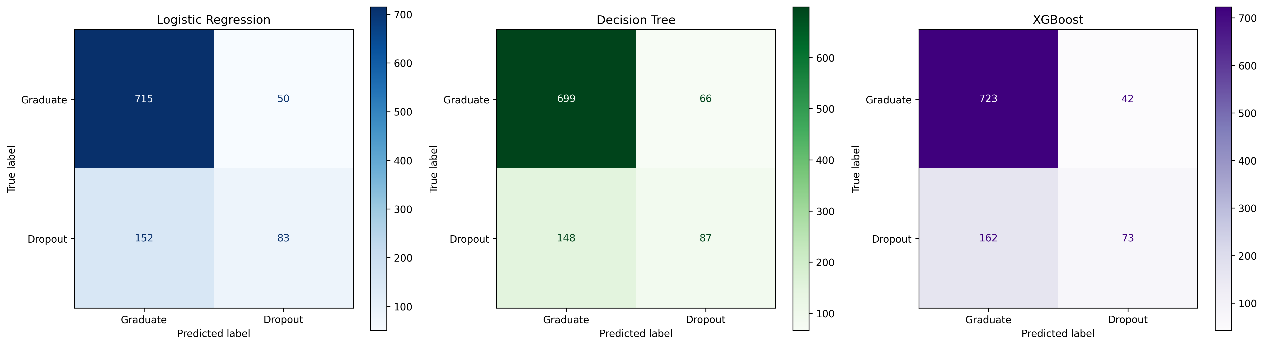 Logistic Regression
Graduate
Dropout
True label
715
50
152
83
Graduate
Dropout
Predicted label
700
600
500
400
300
200
100
Decision Tree
Graduate
Dropout
True label
699
66
148
87
Graduate
Dropout
Predicted label
600
500
400
300
200
100
XGBoost
Graduate
Dropout
True label
723
42
162
73
Graduate
Dropout
Predicted label
700
600
500
400
300
200
100